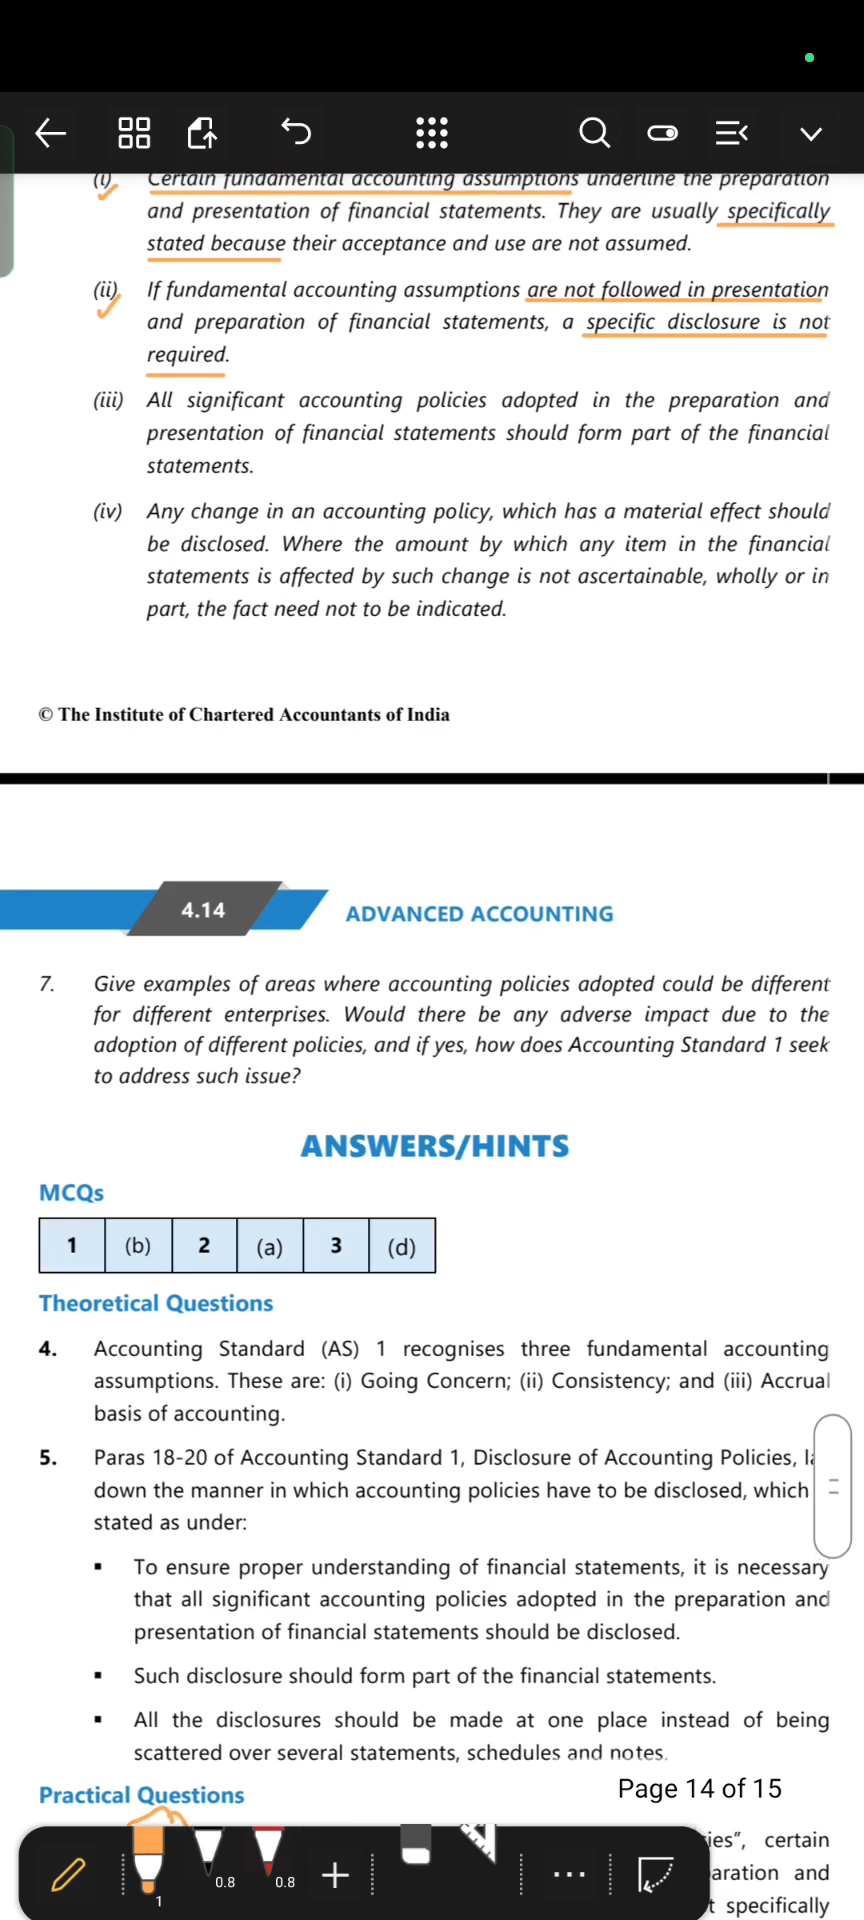 (i) Certain fundamental accounting assumptions underline the preparation
and presentation of financial statements. They are usually specifically
stated because their acceptance and use are not assumed.
(ii) If fundamental accounting assumptions are not followed in presentation
and preparation of financial statements, a specific disclosure is not
required.
(iii) All significant accounting policies adopted in the preparation and
presentation of financial statements should form part of the financial
statements.
(iv) Any change in an accounting policy, which has a material effect should
be disclosed. Where the amount by which any item in the financial
statements is affected by such change is not ascertainable, wholly or in
part, the fact need not to be indicated.
© The Institute of Chartered Accountants of India
4.14 ADVANCED ACCOUNTING
7. Give examples of areas where accounting policies adopted could be different
for different enterprises. Would there be any adverse impact due to the
adoption of different policies, and if yes, how does Accounting Standard 1 seek
to address such issue?
ANSWERS/HINTS
MCQs
1 (b) 2 (a) 3 (d)
Theoretical Questions
4. Accounting Standard (AS) 1 recognises three fundamental accounting
assumptions. These are: (i) Going Concern; (ii) Consistency; and (iii) Accrual
basis of accounting.
5. Paras 18-20 of Accounting Standard 1, Disclosure of Accounting Policies,
down the manner in which accounting policies have to be disclosed, which
stated as under:
▪ To ensure proper understanding of financial statements, it is necessary
that all significant accounting policies adopted in the preparation and
presentation of financial statements should be disclosed.
▪ Such disclosure should form part of the financial statements.
▪ All the disclosures should be made at one place instead of being
scattered over several statements, schedules and notes.
Practical Questions
Page 14 of 15
certain
and
specifically
1 0.8 0.8